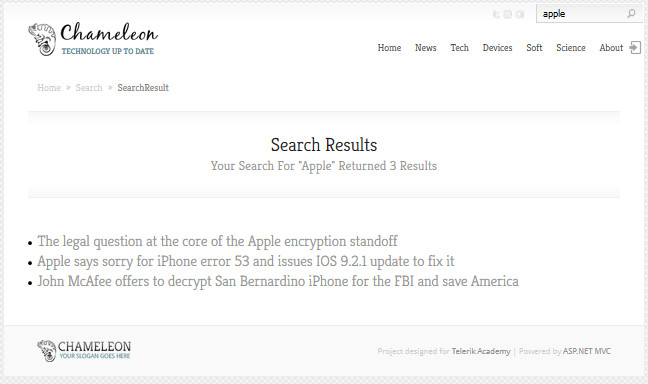 apple
Chameleon
TECHNOLOGY UP TO DATE
Home News Tech Devices Soft Science About
Home » Search » SearchResult
Search Results
Your Search For "Apple" Returned 3 Results
• The legal question at the core of the Apple encryption standoff
• Apple says sorry for iPhone error 53 and issues IOS 9.2.1 update to fix it
• John McAfee offers to decrypt San Bernardino iPhone for the FBI and save America
CHAMELEON
YOUR SLOGAN GOES HERE
Project designed for Telerik Academy | Powered by ASP.NET MVC